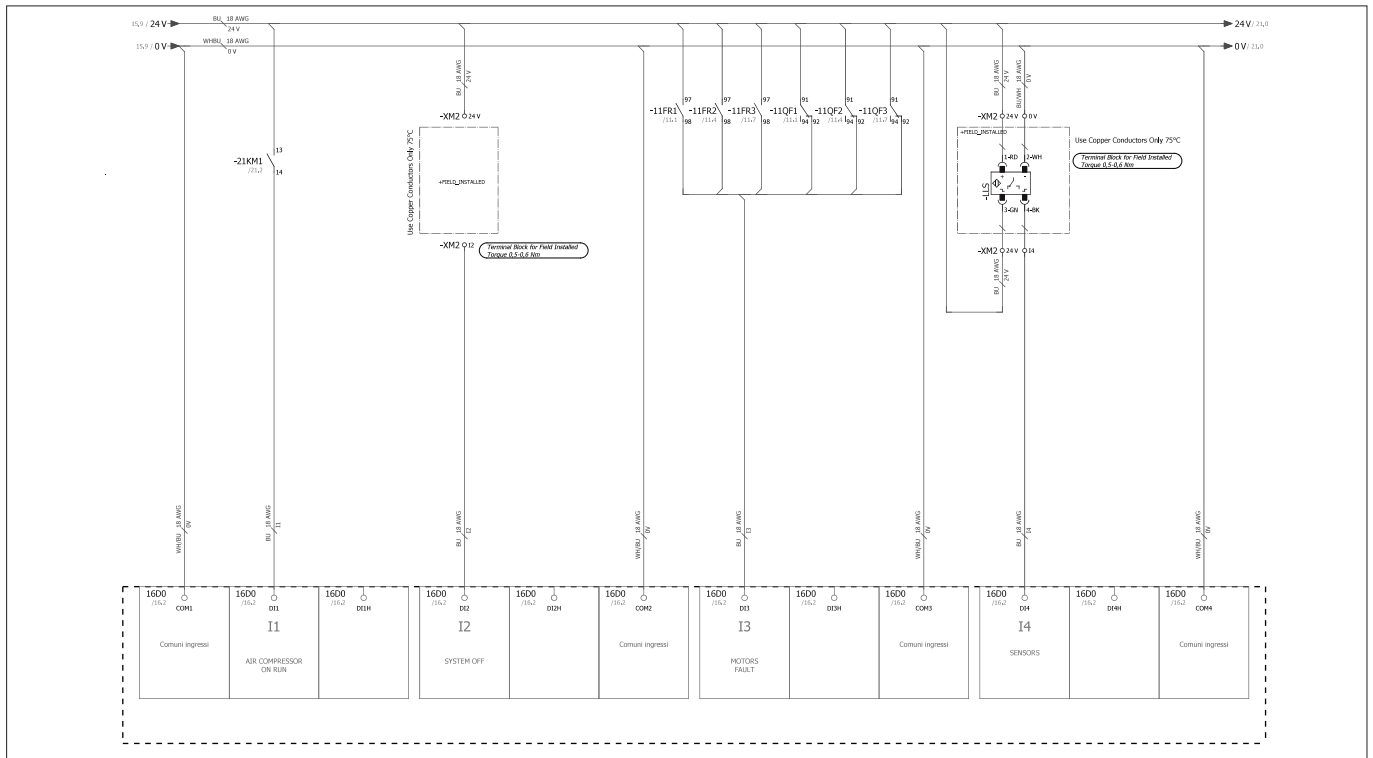 15,9 / 24 V
BU 18 AWG
24 V
24 V / 21,0
15,9 / 0 V
WHBU 18 AWG
0 V
0 V / 21,0
BU 18 AWG
24 V
BU 18 AWG
24 V
BU/WH 18 AWG
0 V
-11FR1
/11,1
97
98
-11FR2
/11,4
97
98
-11FR3
/11,7
97
98
-11QF1
/11,1
91
94 92
-11QF2
/11,4
91
94 92
-11QF3
/11,7
91
94 92
-XM2 24 V
-XM2 24 V 0 V
+FIELD_INSTALLED
Use Copper Conductors Only 75°C
Terminal Block for Field Installed
Torque 0,5-0,6 Nm
-21KM1
/21,2
13
14
Use Copper Conductors Only 75°C
+FIELD_INSTALLED
1-RD 2-WH
+ -
-LLS
3-GN 4-BK
-XM2 I2
Terminal Block for Field Installed
Torque 0,5-0,6 Nm
-XM2 24 V I4
BU 18 AWG
24 V
WH/BU 18 AWG
0V
BU 18 AWG
I1
BU 18 AWG
I2
WH/BU 18 AWG
0V
BU 18 AWG
I3
WH/BU 18 AWG
0V
BU 18 AWG
I4
WH/BU 18 AWG
0V
16D0
/16,2
COM1
Comuni ingressi
16D0
/16,2
DI1
I1
AIR COMPRESSOR
ON RUN
16D0
/16,2
DI1H
16D0
/16,2
DI2
I2
SYSTEM OFF
16D0
/16,2
DI2H
16D0
/16,2
COM2
Comuni ingressi
16D0
/16,2
DI3
I3
MOTORS
FAULT
16D0
/16,2
DI3H
16D0
/16,2
COM3
Comuni ingressi
16D0
/16,2
DI4
I4
SENSORS
16D0
/16,2
DI4H
16D0
/16,2
COM4
Comuni ingressi